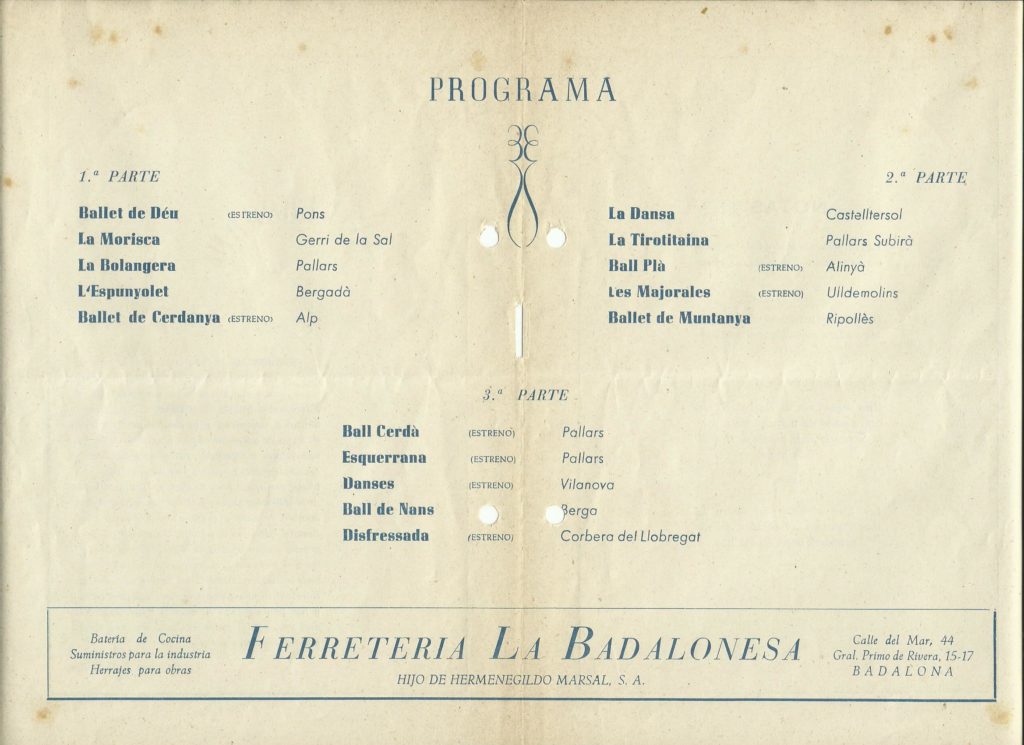 PROGRAMA
1.ª PARTE
Ballet de Déu (ESTRENO) Pons
La Morisca Gerri de la Sal
La Bolangera Pallars
L'Espunyolet Bergadà
Ballet de Cerdanya (ESTRENO) Alp
2.ª PARTE
La Dansa Castelltersol
La Tirotitaina Pallars Subirà
Ball Plà (ESTRENO) Alinyà
Les Majorales (ESTRENO) Ulldemolins
Ballet de Muntanya Ripollès
3.ª PARTE
Ball Cerdà (ESTRENO) Pallars
Esquerrana (ESTRENO) Pallars
Danses (ESTRENO) Vilanova
Ball de Nans Berga
Disfressada (ESTRENO) Corbera del Llobregat
Batería de Cocina
Suministros para la industria
Herrajes para obras
FERRETERIA LA BADALONESA
HIJO DE HERMENEGILDO MARSAL, S. A.
Calle del Mar, 44
Gral. Primo de Rivera, 15-17
BADALONA